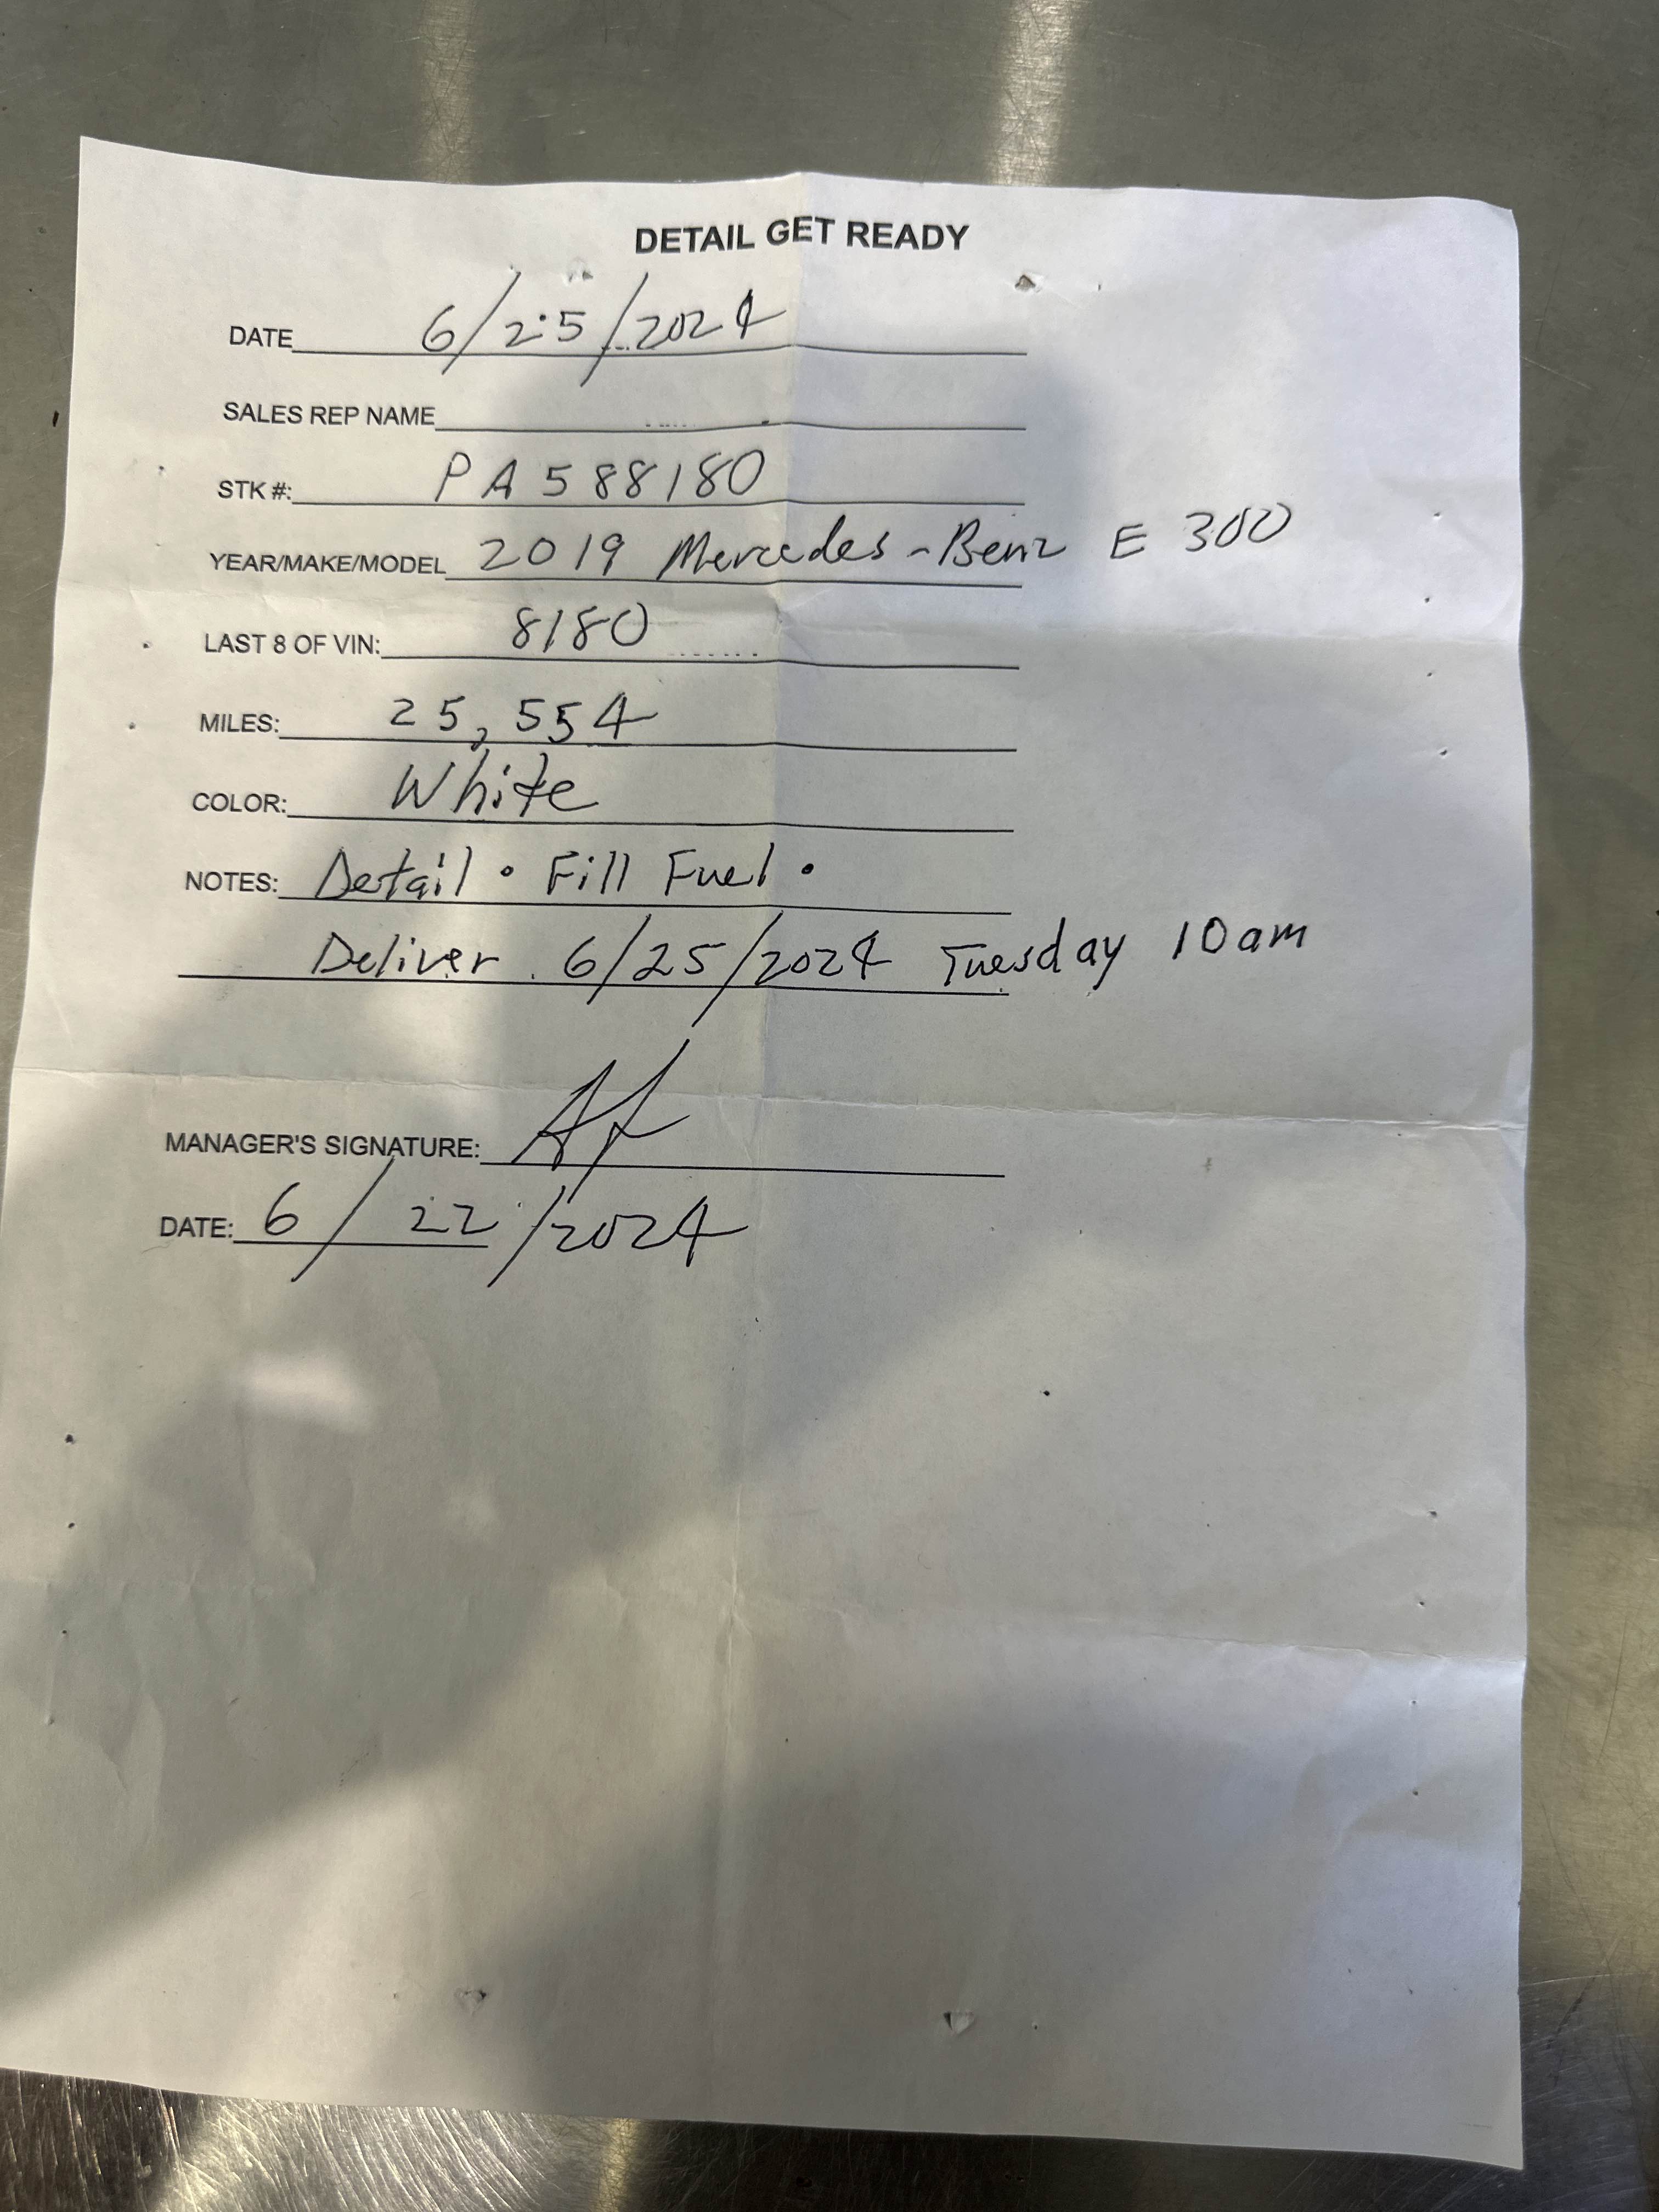 DETAIL GET READY
DATE 6/25/2024
SALES REP NAME
STK #: PA588180
YEAR/MAKE/MODEL 2019 Mercedes-Benz E 300
LAST 8 OF VIN: 8180
MILES: 25,554
COLOR: White
NOTES: Detail . Fill Fuel .
Deliver 6/25/2024 Tuesday 10am
MANAGER'S SIGNATURE:
DATE: 6/22/2024